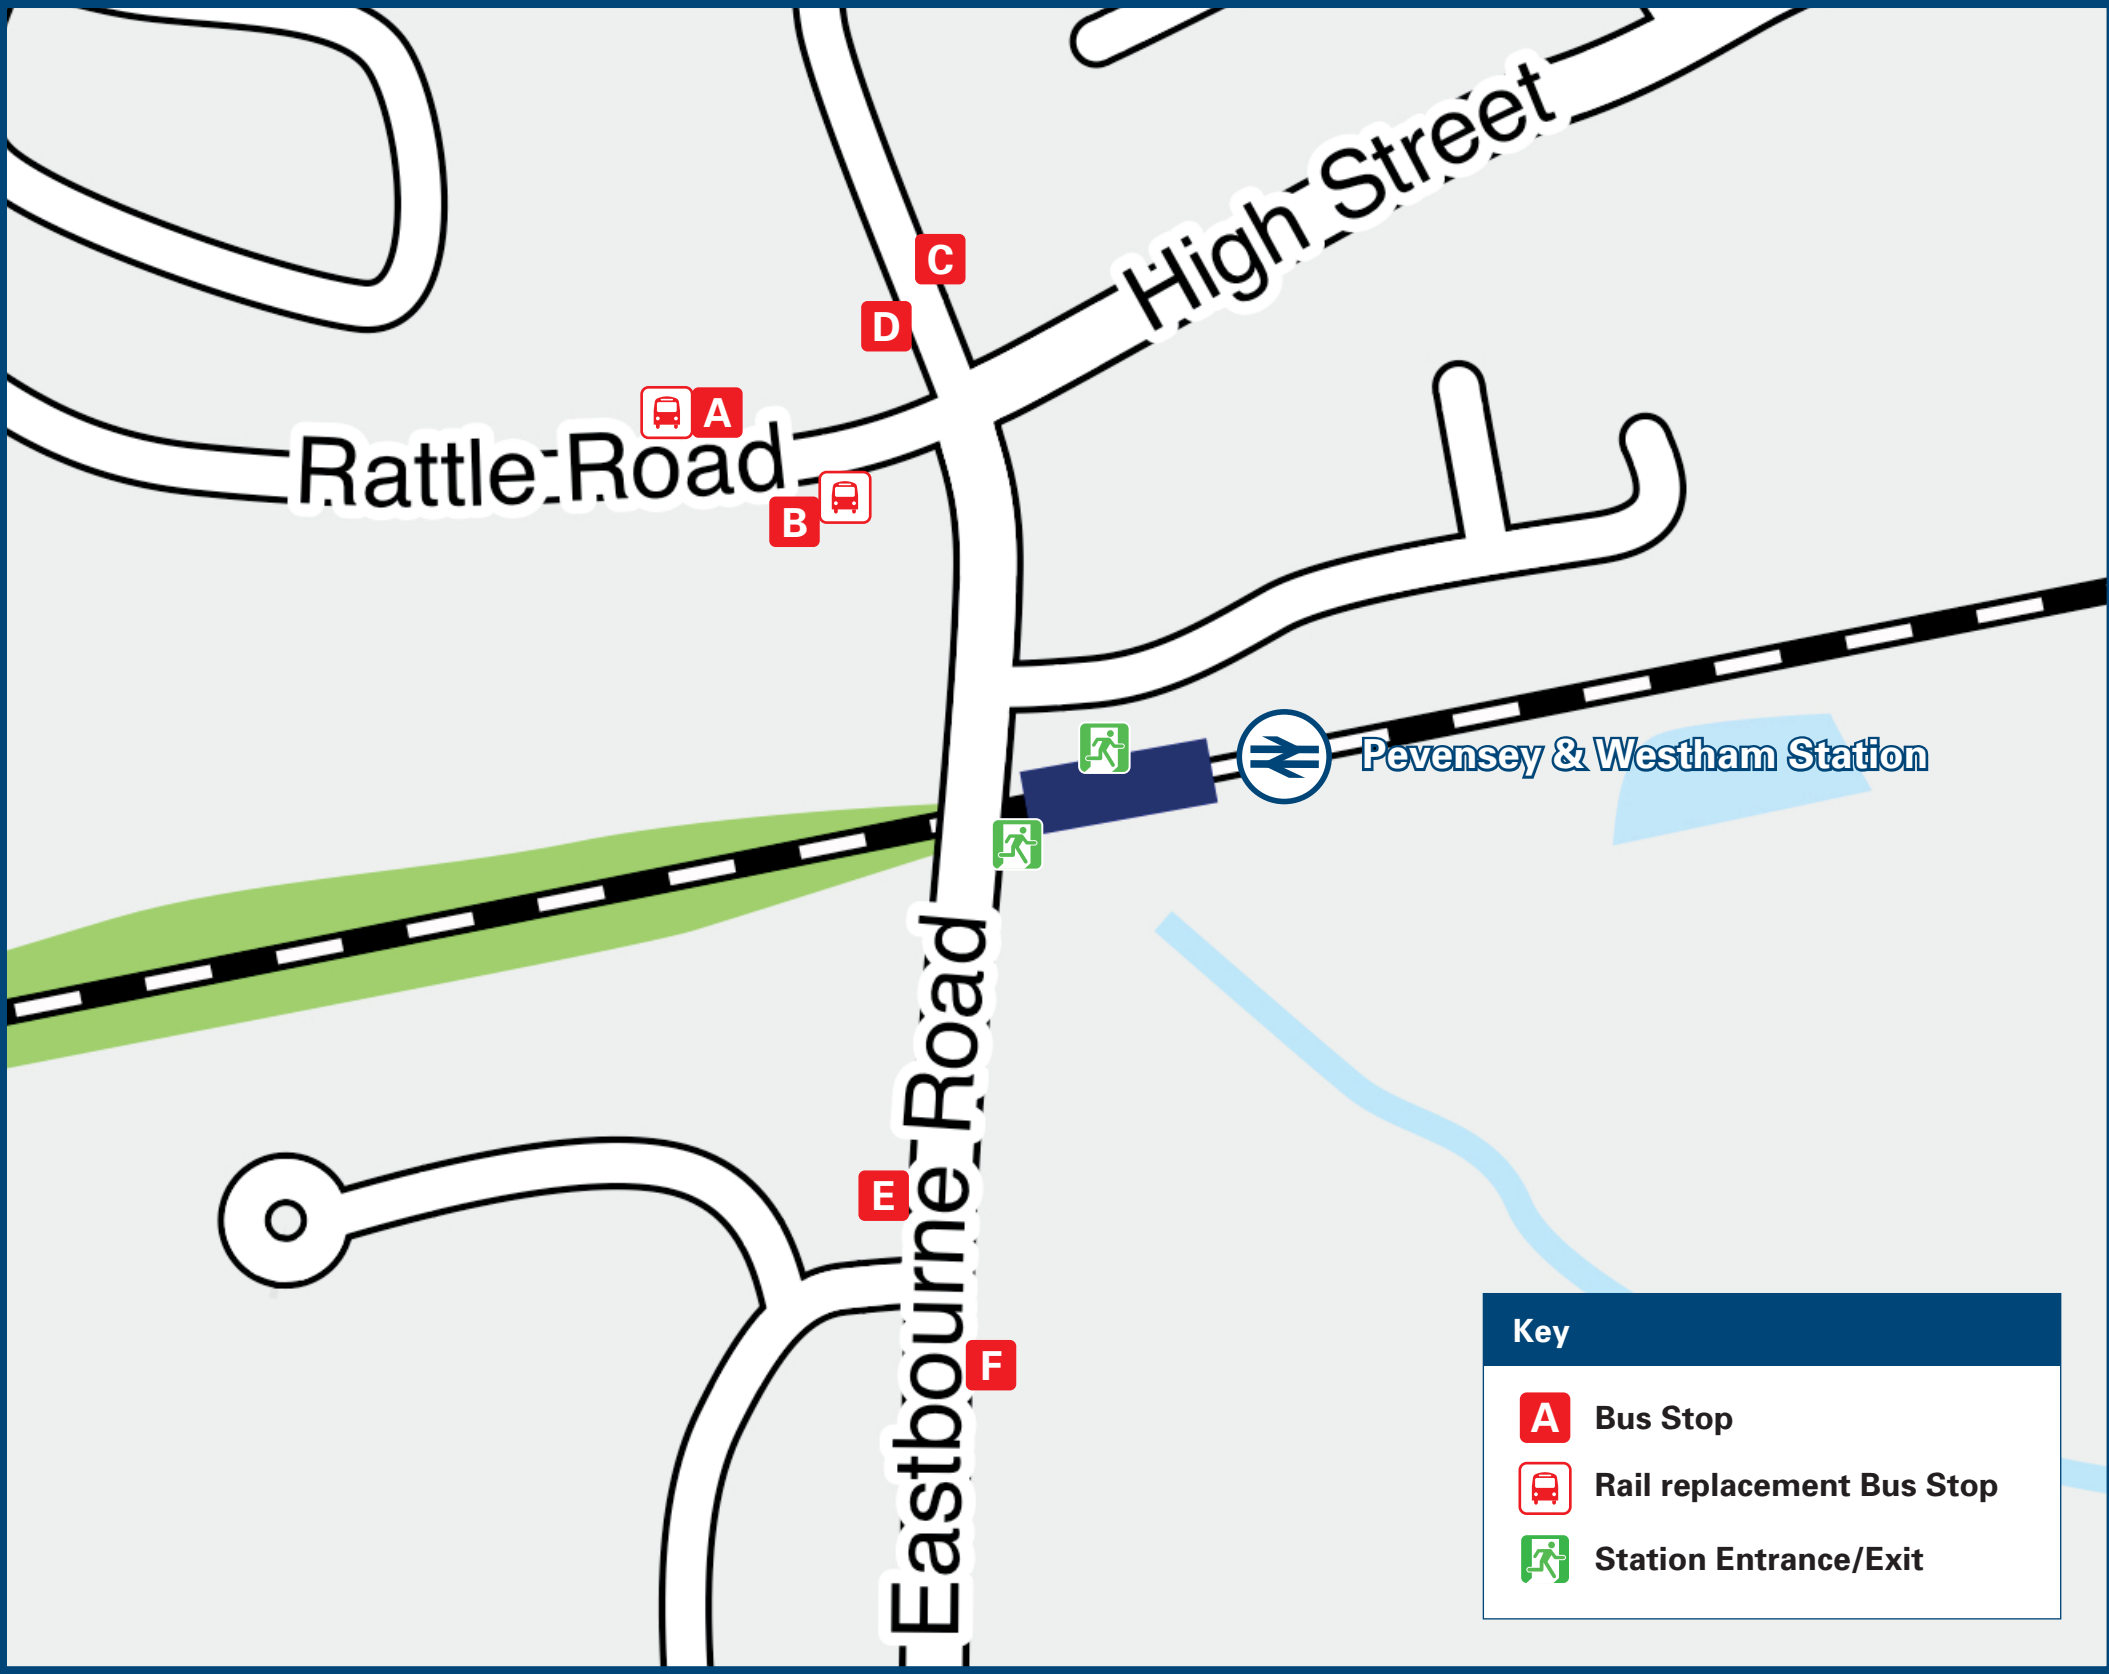 High Street
C
D
A
Rattle Road
B
Pevensey & Westham Station
Eastbourne Road
E
F
Key
A Bus Stop
Rail replacement Bus Stop
Station Entrance/Exit